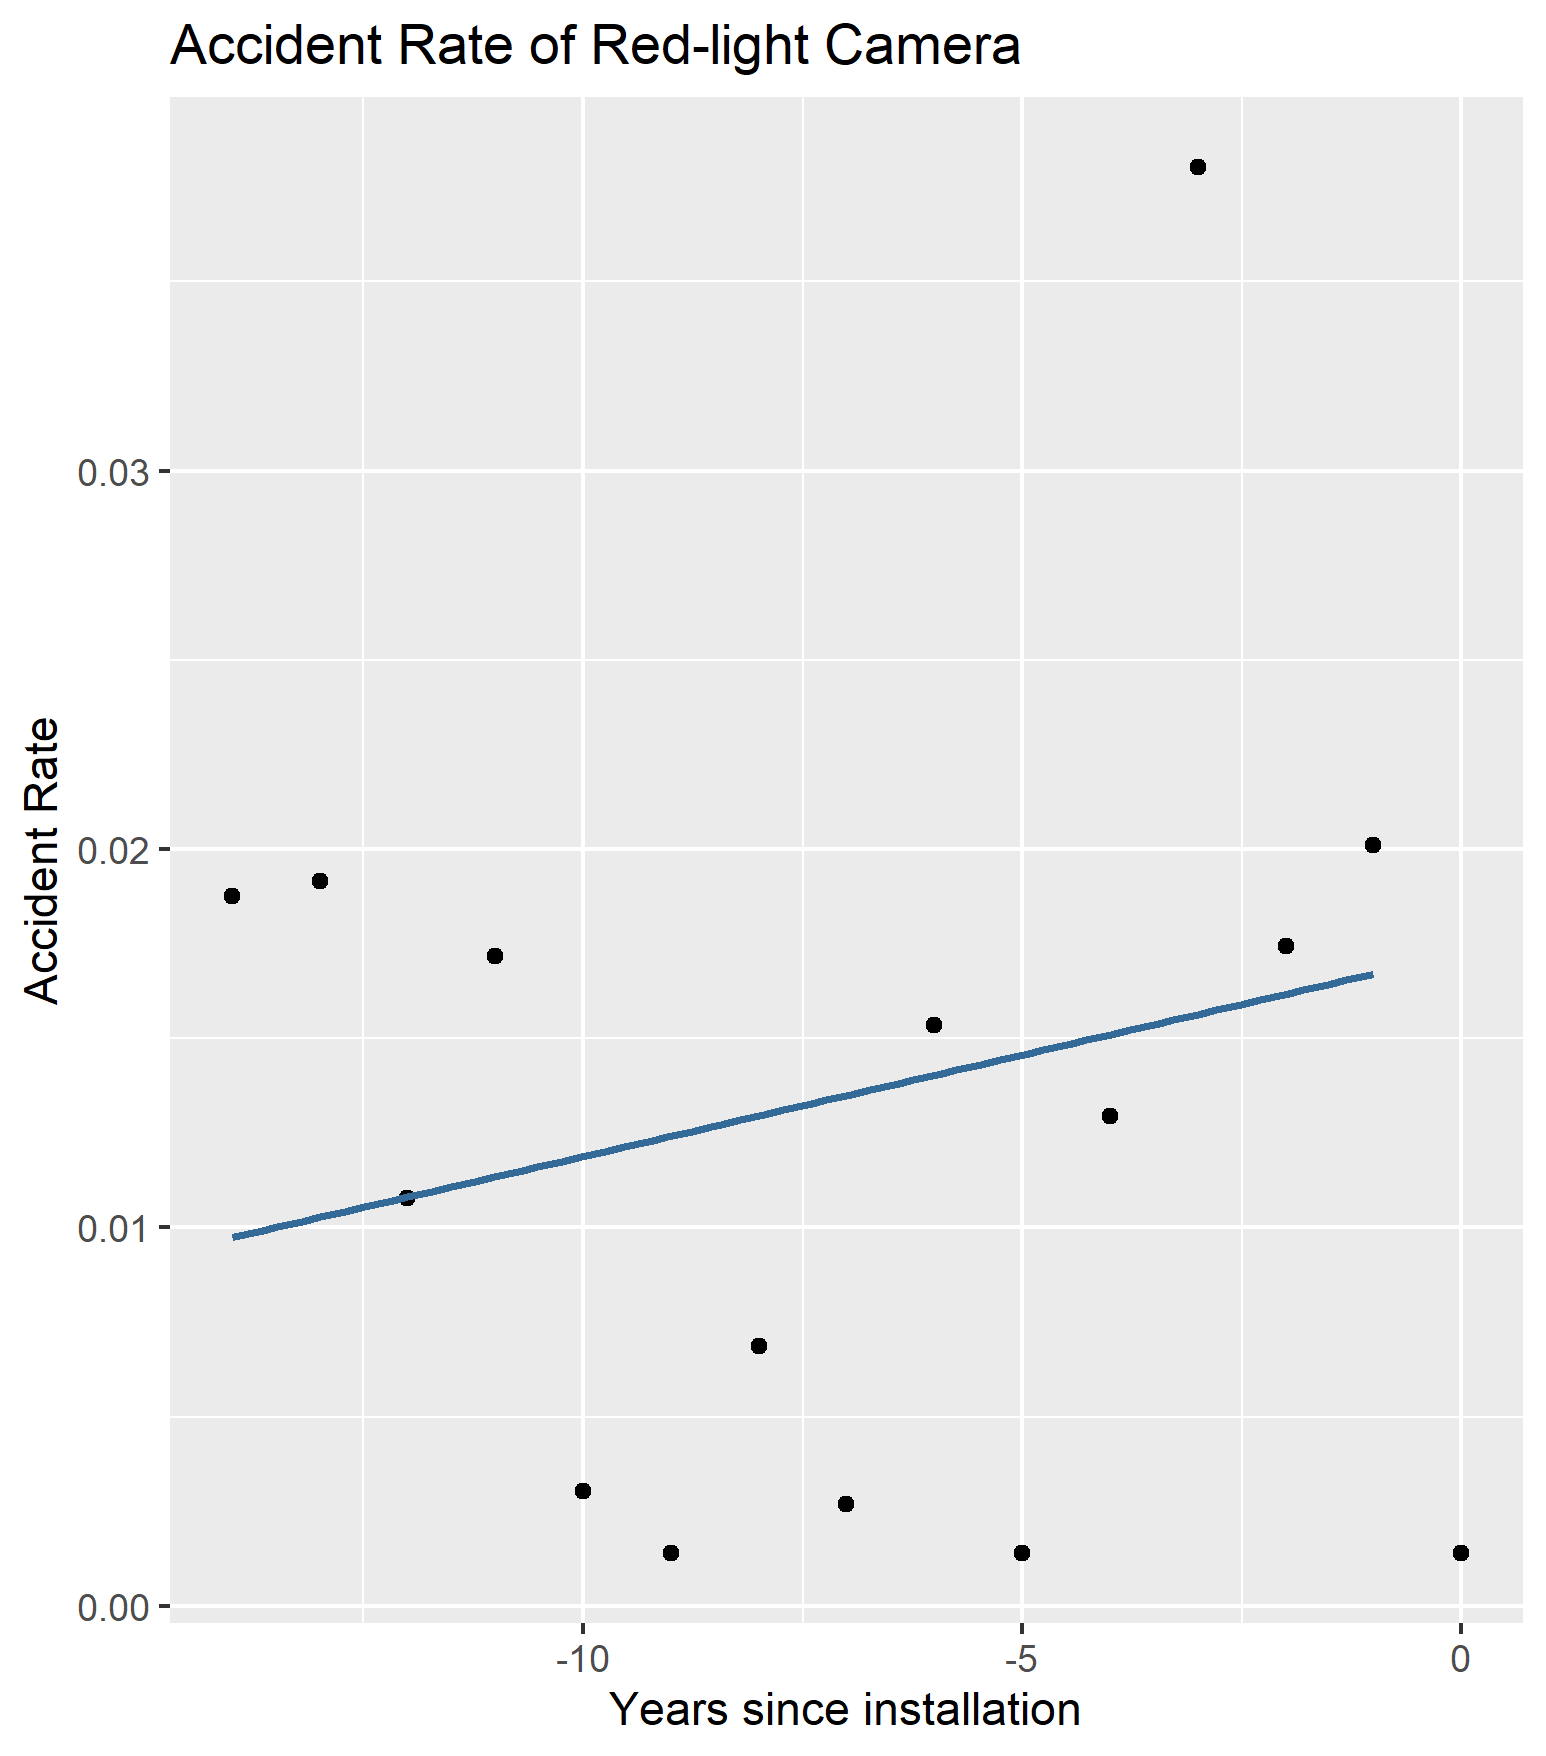 Accident Rate of Red-light Camera
Accident Rate
0.03
0.02
0.01
0.00
-10
-5
0
Years since installation